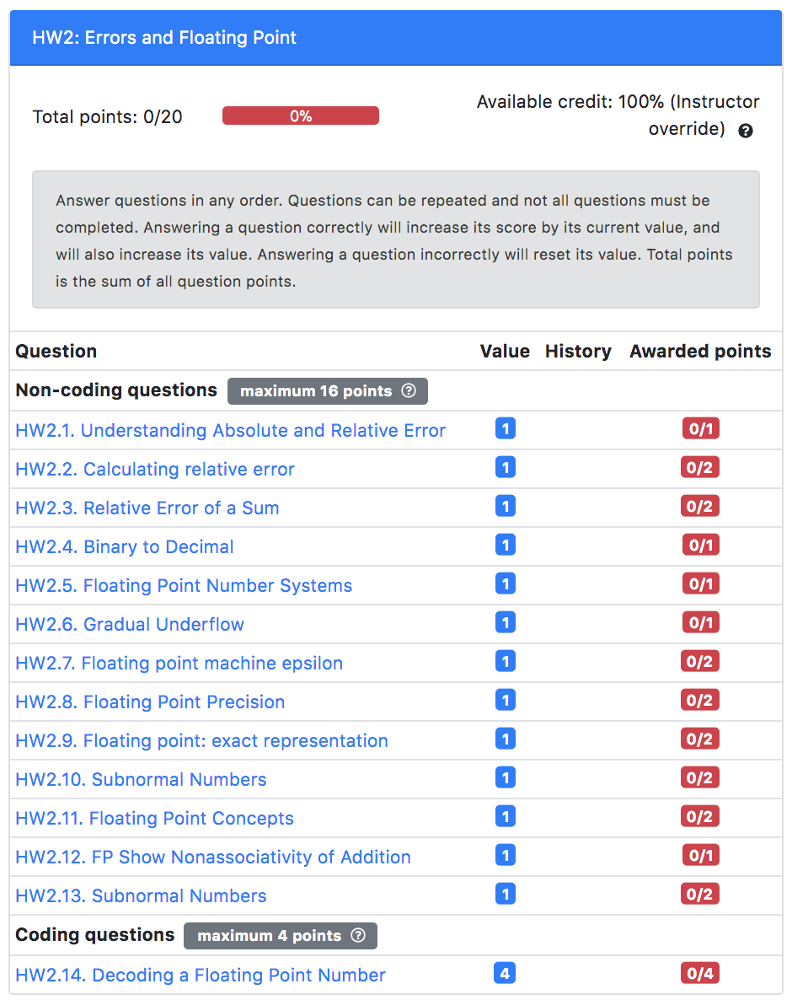 HW2: Errors and Floating Point
Total points: 0/20
0%
Available credit: 100% (Instructor
override)
Answer questions in any order. Questions can be repeated and not all questions must be
completed. Answering a question correctly will increase its score by its current value, and
will also increase its value. Answering a question incorrectly will reset its value. Total points
is the sum of all question points.
Question Value History Awarded points
Non-coding questions maximum 16 points
HW2.1. Understanding Absolute and Relative Error 1 0/1
HW2.2. Calculating relative error 1 0/2
HW2.3. Relative Error of a Sum 1 0/2
HW2.4. Binary to Decimal 1 0/1
HW2.5. Floating Point Number Systems 1 0/1
HW2.6. Gradual Underflow 1 0/1
HW2.7. Floating point machine epsilon 1 0/2
HW2.8. Floating Point Precision 1 0/2
HW2.9. Floating point: exact representation 1 0/2
HW2.10. Subnormal Numbers 1 0/2
HW2.11. Floating Point Concepts 1 0/2
HW2.12. FP Show Nonassociativity of Addition 1 0/1
HW2.13. Subnormal Numbers 1 0/2
Coding questions maximum 4 points
HW2.14. Decoding a Floating Point Number 4 0/4